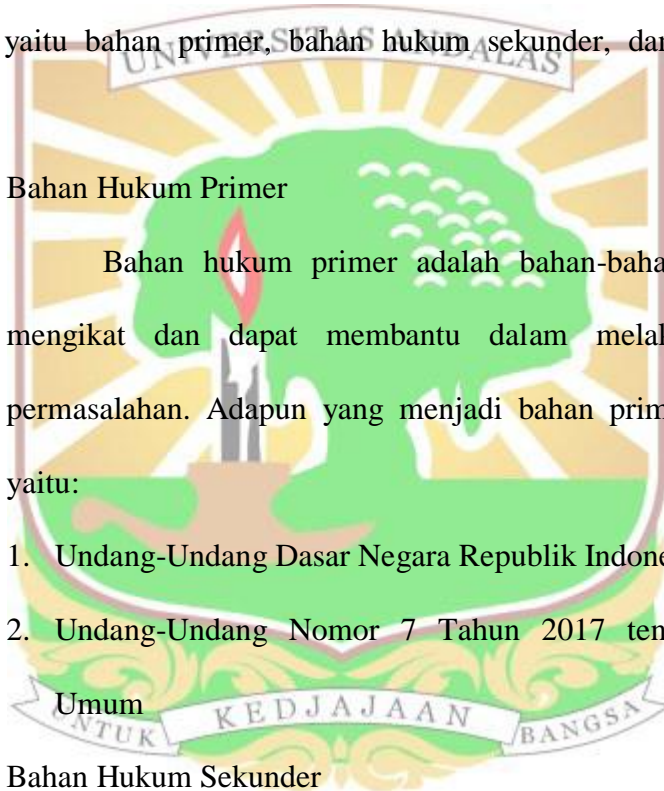 yaitu bahan primer, bahan hukum sekunder, dan
UNIVERSITAS ANDALAS
Bahan Hukum Primer
Bahan hukum primer adalah bahan-baha
mengikat dan dapat membantu dalam melak
permasalahan. Adapun yang menjadi bahan prim
yaitu:
1. Undang-Undang Dasar Negara Republik Indone
2. Undang-Undang Nomor 7 Tahun 2017 ten
Umum
UNTUK KEDJAJAAN BANGSA
Bahan Hukum Sekunder